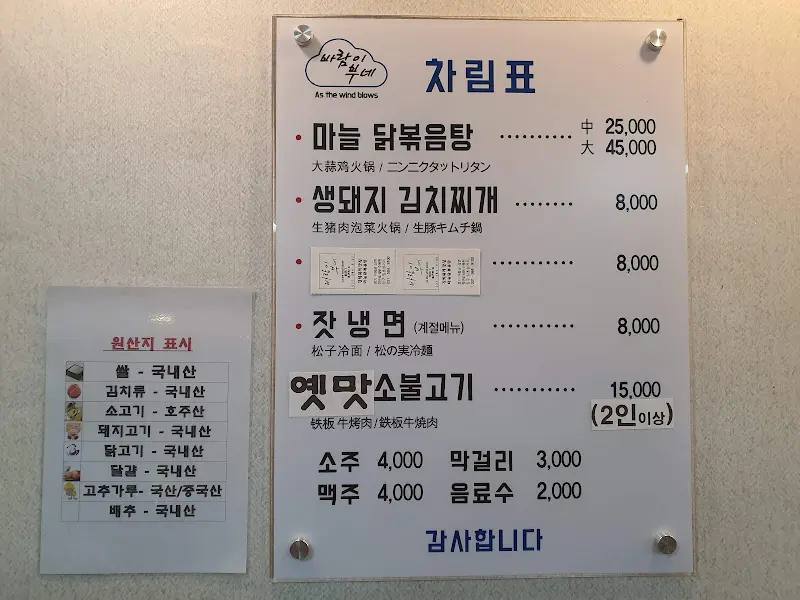 바람이
부네
As the wind blows
차림표
마늘 닭볶음탕 ·········· 中 25,000
大 45,000
大蒜鸡火锅 / ニンニクタットリタン
생돼지 김치찌개 ········ 8,000
生猪肉泡菜火锅 / 生豚キムチ鍋
··········· 8,000
잣냉면 (계절메뉴) ··········· 8,000
松子冷面 / 松の実冷麺
옛맛소불고기 ··········· 15,000
(2인이상)
铁板 牛烤肉/鉄板牛焼肉
소주 4,000 막걸리 3,000
맥주 4,000 음료수 2,000
감사합니다
원산지 표시
쌀 - 국내산
김치류 - 국내산
소고기 - 호주산
돼지고기 - 국내산
닭고기 - 국내산
달걀 - 국내산
고추가루- 국산/중국산
배추 - 국내산